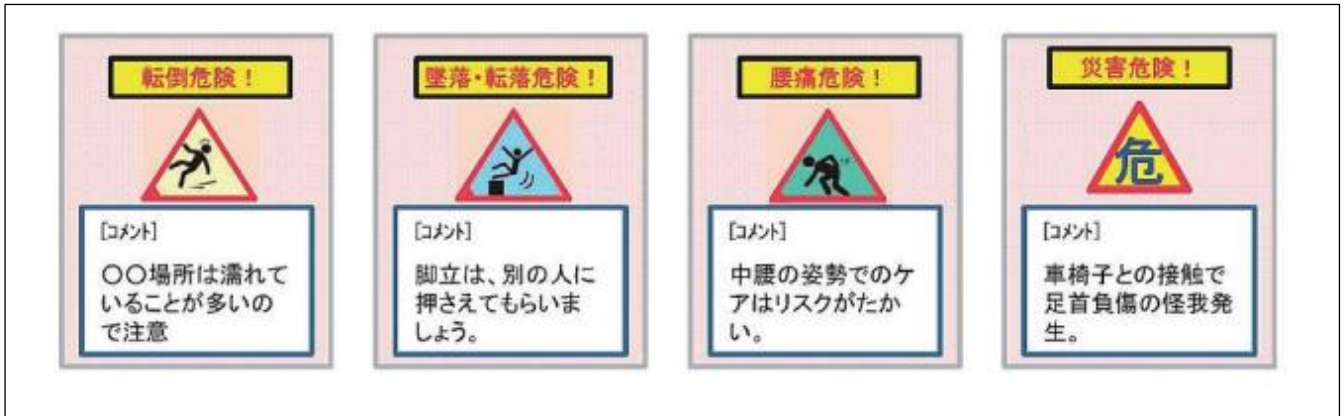 転倒危険！
[コメント]
〇〇場所は濡れて
いることが多いの
で注意
墜落・転落危険！
[コメント]
脚立は、別の人に
押さえてもらいま
しょう。
腰痛危険！
[コメント]
中腰の姿勢でのケ
アはリスクがたか
い。
災害危険！
危
[コメント]
車椅子との接触で
足首負傷の怪我発
生。